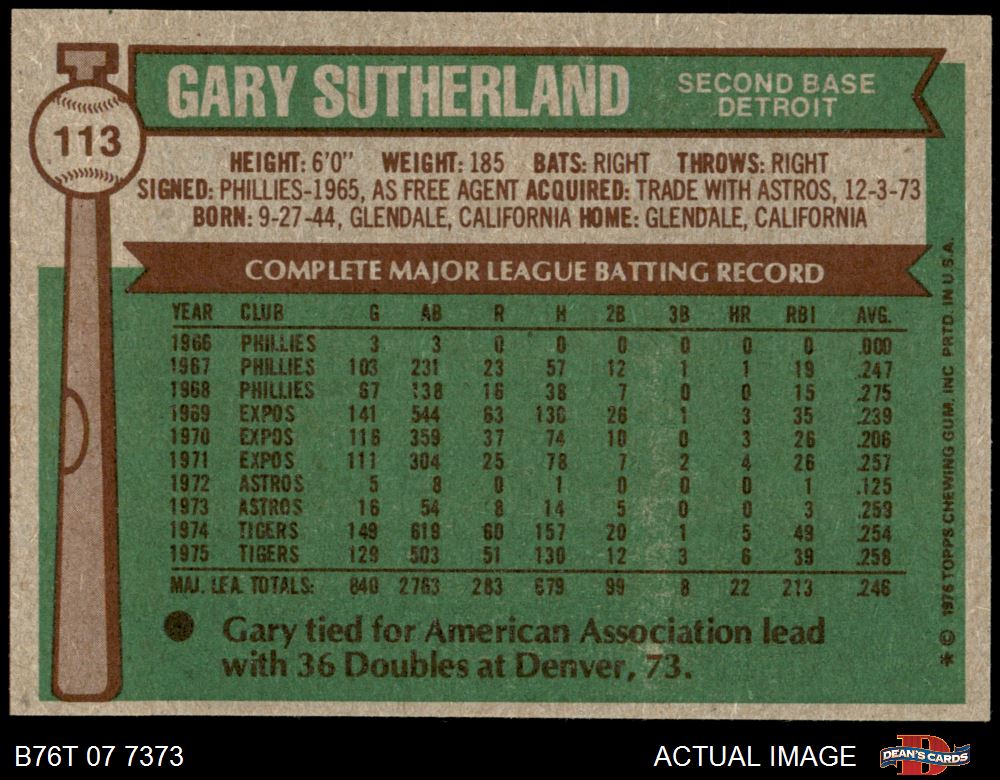 113
GARY SUTHERLAND
SECOND BASE
DETROIT
HEIGHT: 6'0" WEIGHT: 185 BATS: RIGHT THROWS: RIGHT
SIGNED: PHILLIES-1965, AS FREE AGENT ACQUIRED: TRADE WITH ASTROS, 12-3-73
BORN: 9-27-44, GLENDALE, CALIFORNIA HOME: GLENDALE, CALIFORNIA
COMPLETE MAJOR LEAGUE BATTING RECORD
YEAR CLUB G AB R H 2B 3B HR RBI AVG.
1966 PHILLIES 3 3 0 0 0 0 0 0 .000
1967 PHILLIES 103 231 23 57 12 1 1 19 .247
1968 PHILLIES 67 138 16 38 7 0 0 15 .275
1969 EXPOS 141 544 63 130 26 1 3 35 .239
1970 EXPOS 116 359 37 74 10 0 3 26 .206
1971 EXPOS 111 304 25 78 7 2 4 26 .257
1972 ASTROS 5 8 0 1 0 0 0 1 .125
1973 ASTROS 16 54 8 14 5 0 0 3 .259
1974 TIGERS 149 619 60 157 20 1 5 49 .254
1975 TIGERS 129 503 51 130 12 3 6 39 .258
MAJ. LEA. TOTALS: 840 2763 283 679 99 8 22 213 .246
Gary tied for American Association lead
with 36 Doubles at Denver, 73.
* © 1976 TOPPS CHEWING GUM, INC PRTD. IN U.S.A.
B76T 07 7373
ACTUAL IMAGE
DEAN'S CARDS